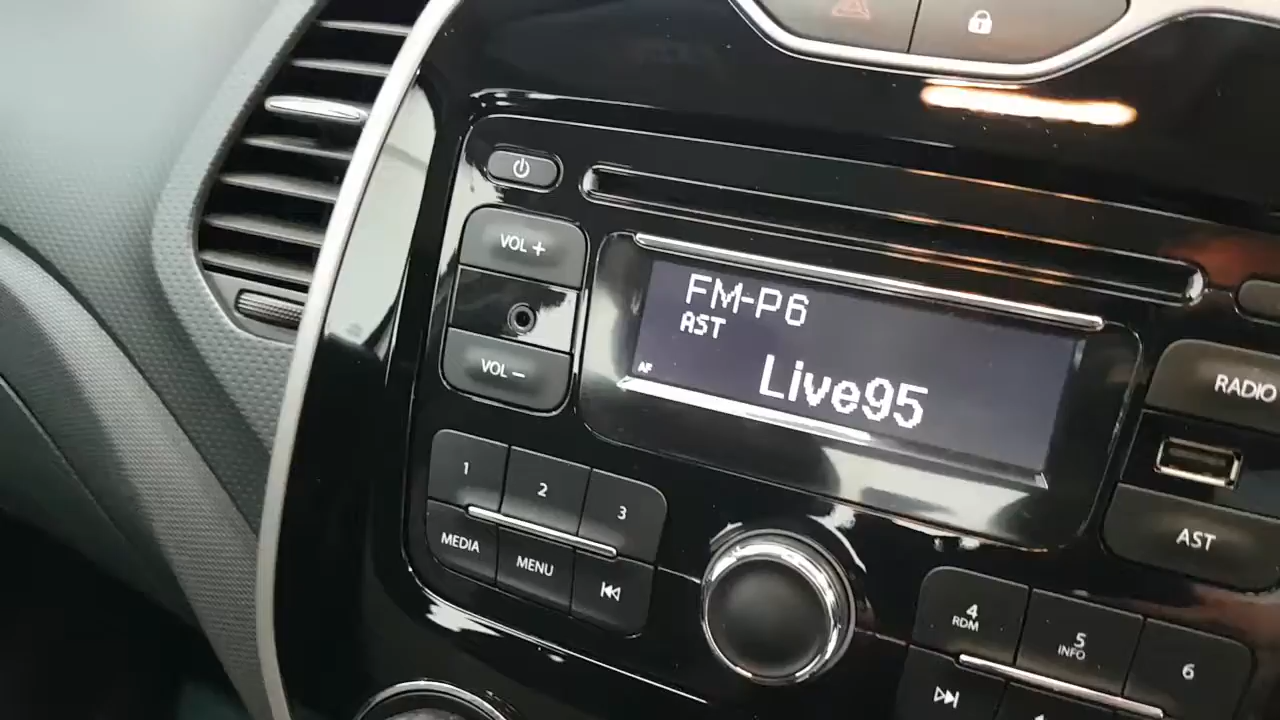 VOL +
VOL −
FM-P6
AST
AF
Live95
RADIO
AST
1
2
3
MEDIA
MENU
4
RDM
5
INFO
6